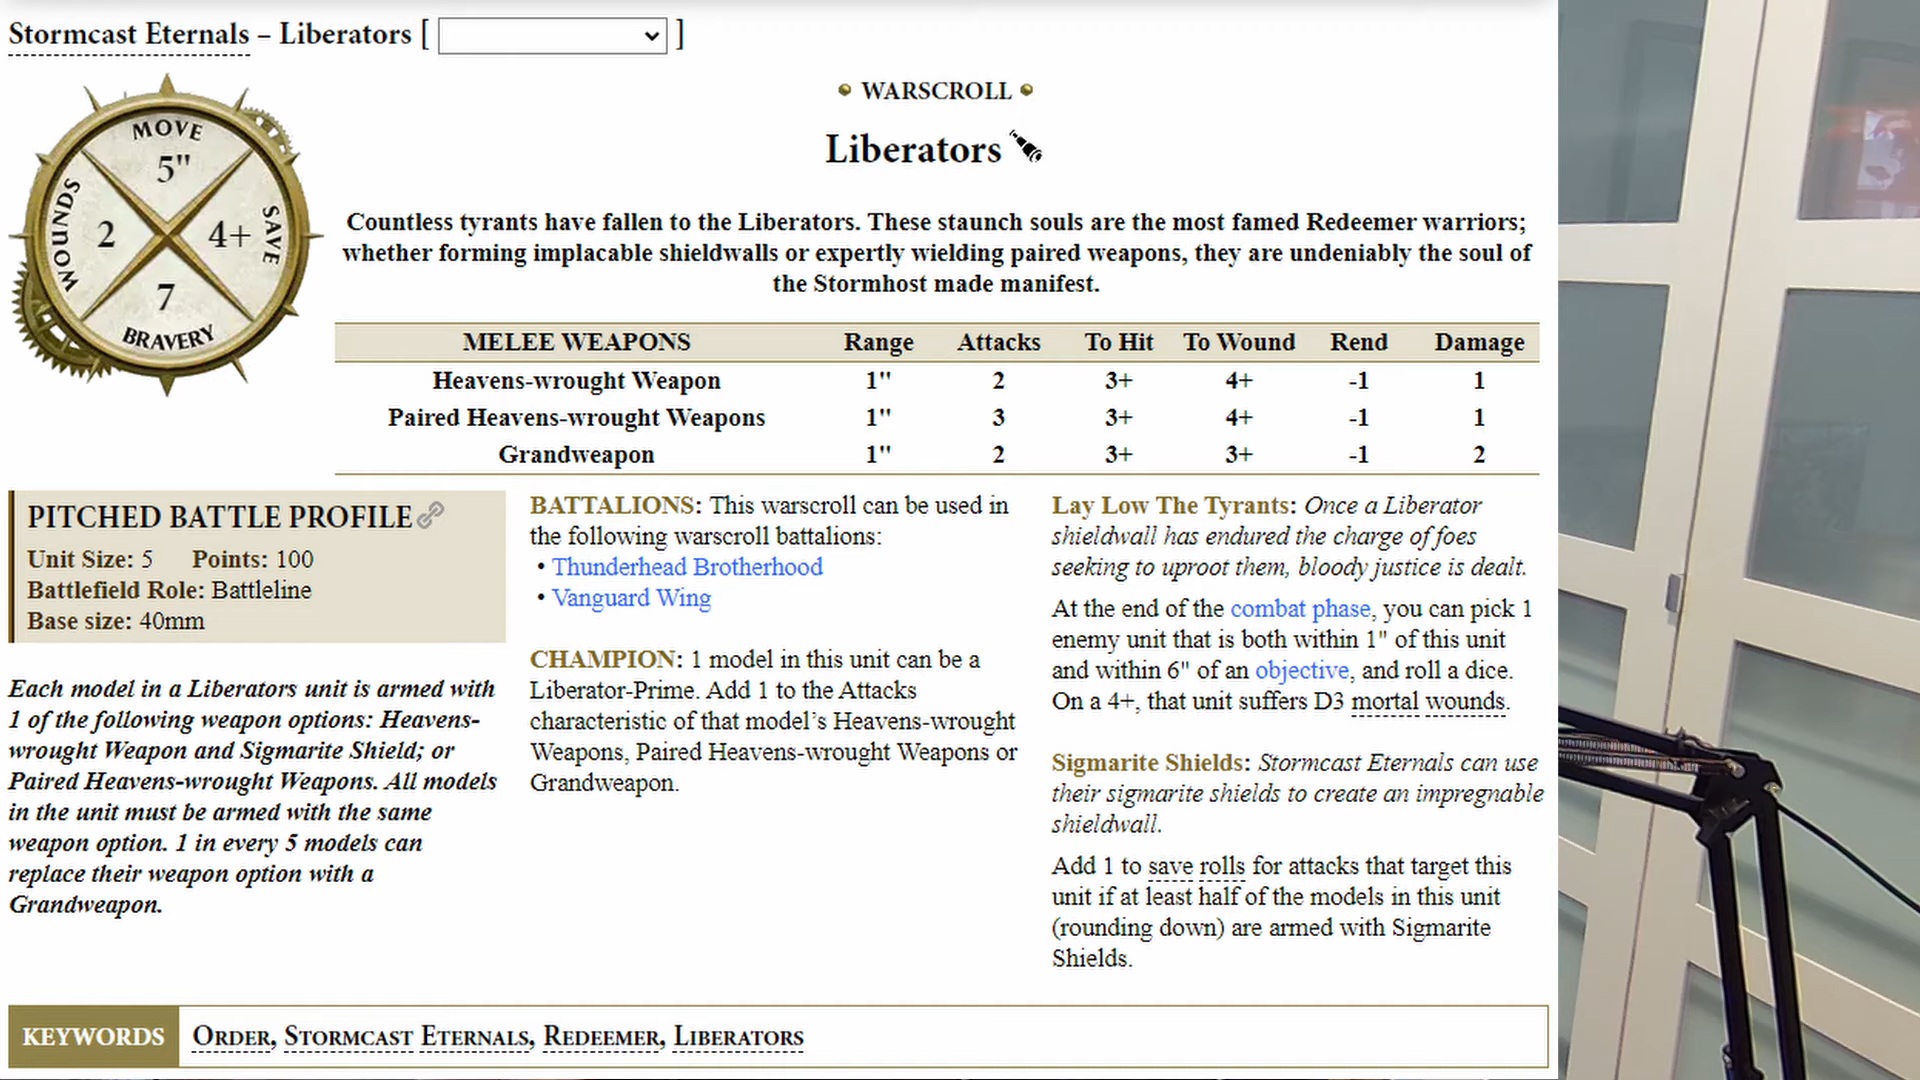 Stormcast Eternals – Liberators [ ]
MOVE
5"
WOUNDS
2
4+
SAVE
7
BRAVERY
WARSCROLL
Liberators
Countless tyrants have fallen to the Liberators. These staunch souls are the most famed Redeemer warriors;
whether forming implacable shieldwalls or expertly wielding paired weapons, they are undeniably the soul of
the Stormhost made manifest.
MELEE WEAPONS Range Attacks To Hit To Wound Rend Damage
Heavens-wrought Weapon 1" 2 3+ 4+ -1 1
Paired Heavens-wrought Weapons 1" 3 3+ 4+ -1 1
Grandweapon 1" 2 3+ 3+ -1 2
PITCHED BATTLE PROFILE
Unit Size: 5 Points: 100
Battlefield Role: Battleline
Base size: 40mm
Each model in a Liberators unit is armed with
1 of the following weapon options: Heavens-
wrought Weapon and Sigmarite Shield; or
Paired Heavens-wrought Weapons. All models
in the unit must be armed with the same
weapon option. 1 in every 5 models can
replace their weapon option with a
Grandweapon.
BATTALIONS: This warscroll can be used in
the following warscroll battalions:
• Thunderhead Brotherhood
• Vanguard Wing
CHAMPION: 1 model in this unit can be a
Liberator-Prime. Add 1 to the Attacks
characteristic of that model's Heavens-wrought
Weapons, Paired Heavens-wrought Weapons or
Grandweapon.
Lay Low The Tyrants: Once a Liberator
shieldwall has endured the charge of foes
seeking to uproot them, bloody justice is dealt.
At the end of the combat phase, you can pick 1
enemy unit that is both within 1" of this unit
and within 6" of an objective, and roll a dice.
On a 4+, that unit suffers D3 mortal wounds.
Sigmarite Shields: Stormcast Eternals can use
their sigmarite shields to create an impregnable
shieldwall.
Add 1 to save rolls for attacks that target this
unit if at least half of the models in this unit
(rounding down) are armed with Sigmarite
Shields.
KEYWORDS ORDER, STORMCAST ETERNALS, REDEEMER, LIBERATORS